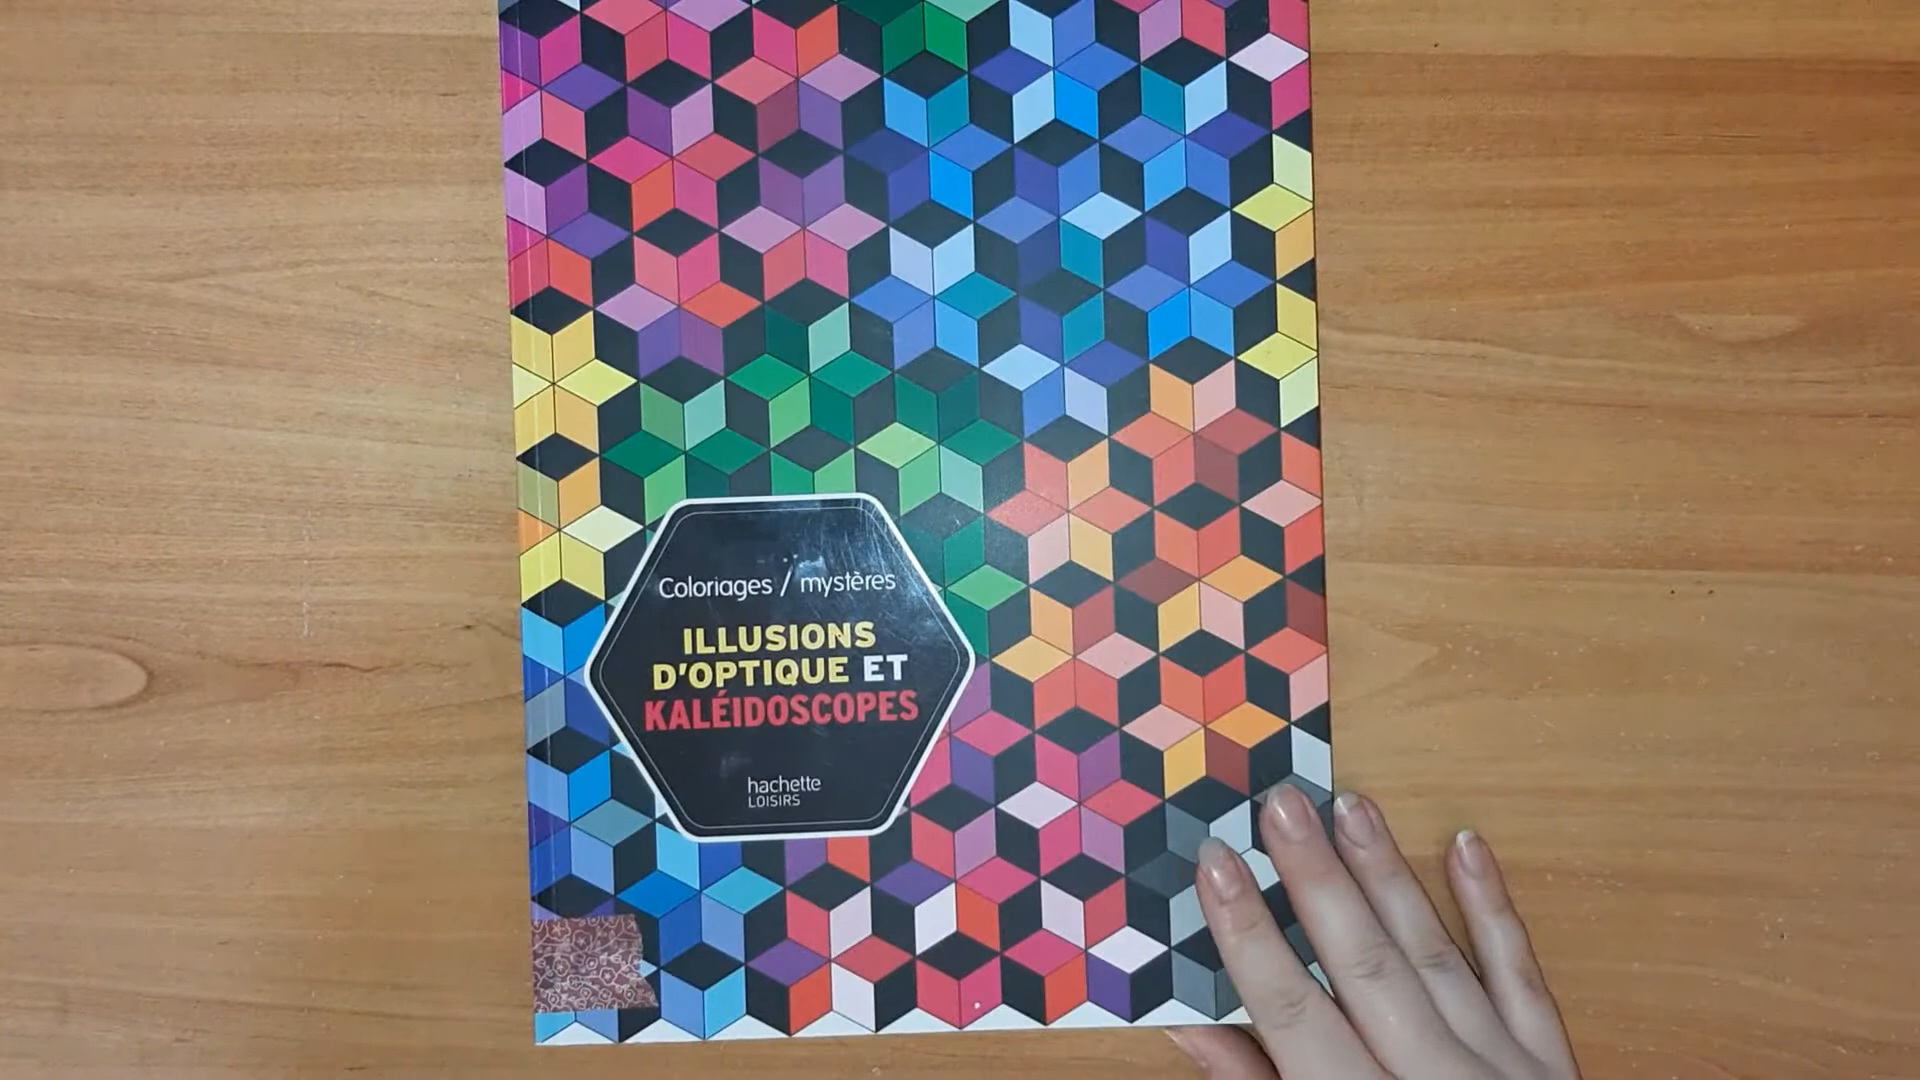 Coloriages / mystères
ILLUSIONS
D'OPTIQUE ET
KALÉIDOSCOPES
hachette
LOISIRS